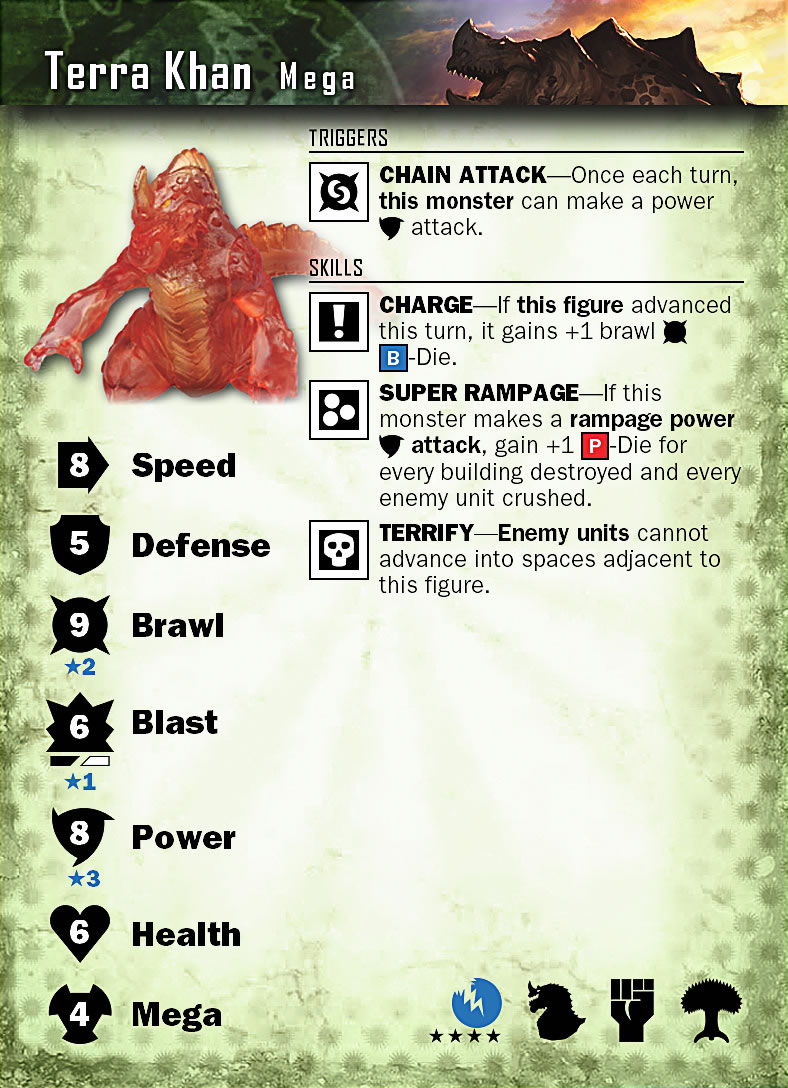 Terra Khan Mega
TRIGGERS
CHAIN ATTACK—Once each turn,
this monster can make a power
attack.
SKILLS
CHARGE—If this figure advanced
this turn, it gains +1 brawl
B-Die.
SUPER RAMPAGE—If this
monster makes a rampage power
attack, gain +1 P-Die for
every building destroyed and every
enemy unit crushed.
TERRIFY—Enemy units cannot
advance into spaces adjacent to
this figure.
8 Speed
5 Defense
9 Brawl
★2
6 Blast
★1
8 Power
★3
6 Health
4 Mega
★★★★